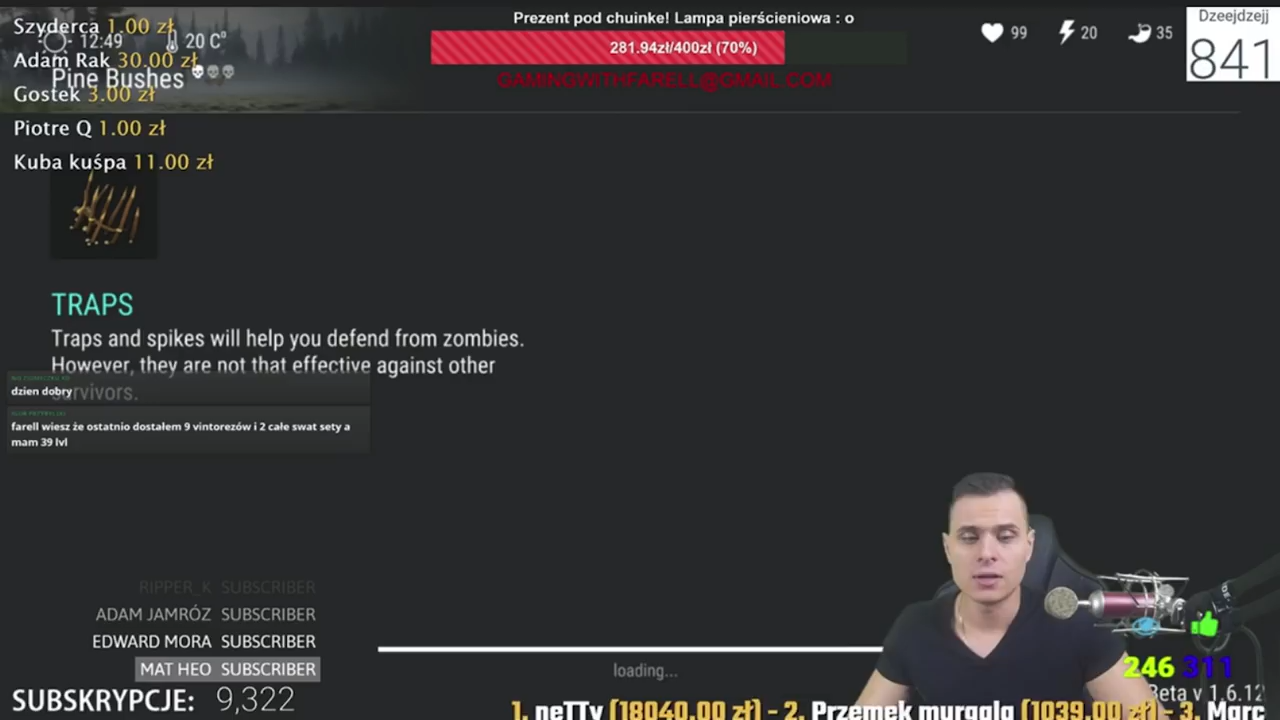 Szyderca 1.00 zł
12:49
20 C°
Adam Rak 30.00 zł
Pine Bushes
Gostek 3.00 zł
Piotre Q 1.00 zł
Kuba kuśpa 11.00 zł
Prezent pod chuinke! Lampa pierścieniowa : o
281.94zł/400zł (70%)
GAMINGWITHFARELL@GMAIL.COM
99
20
35
Dzeejdzejj
841
TRAPS
Traps and spikes will help you defend from zombies.
However, they are not that effective against other
survivors.
dzien dobry
farell wiesz że ostatnio dostałem 9 vintorezów i 2 całe swat sety a
mam 39 lvl
RIPPER_K SUBSCRIBER
ADAM JAMRÓZ SUBSCRIBER
EDWARD MORA SUBSCRIBER
MAT HEO SUBSCRIBER
SUBSKRYPCJE: 9,322
loading...
246 311
Beta v 1.6.12
1. neTTy (18040.00 zł) - 2. Przemek murgala (1039.00 zł) - 3. Marc